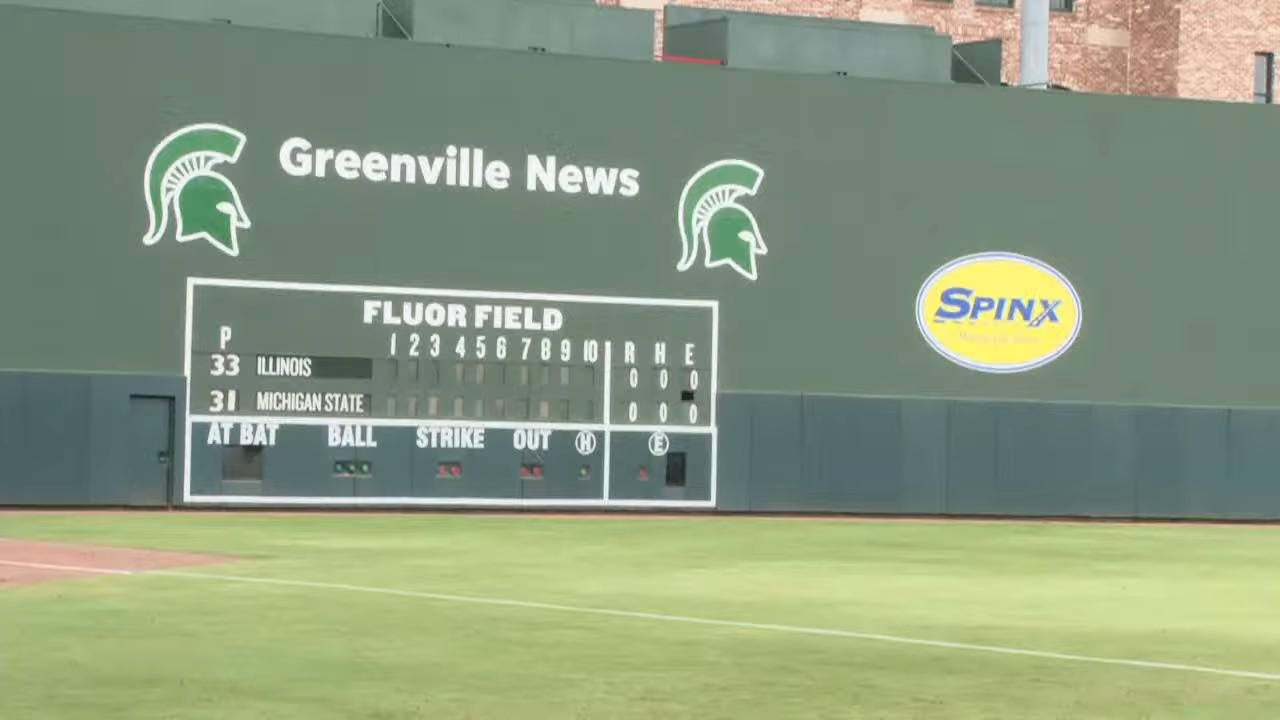 Greenville News
SPINX
FLUOR FIELD
P 1 2 3 4 5 6 7 8 9 10 R H E
33 ILLINOIS 0 0 0
31 MICHIGAN STATE 0 0 0
AT BAT BALL STRIKE OUT H E